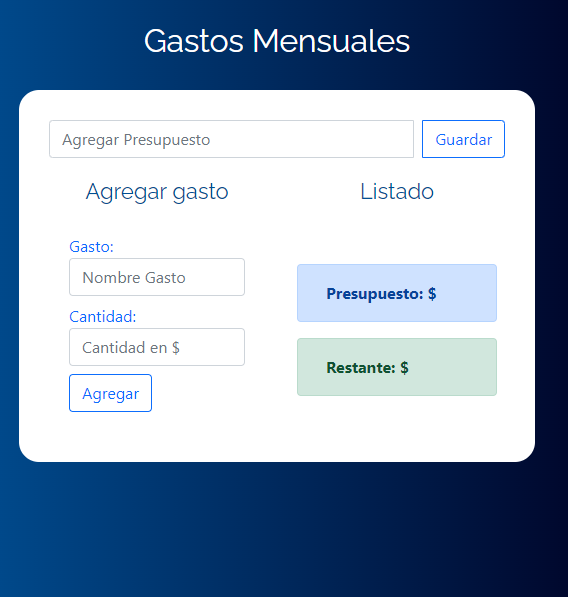 Gastos Mensuales
Agregar Presupuesto
Guardar
Agregar gasto
Gasto:
Nombre Gasto
Cantidad:
Cantidad en $
Agregar
Listado
Presupuesto: $
Restante: $